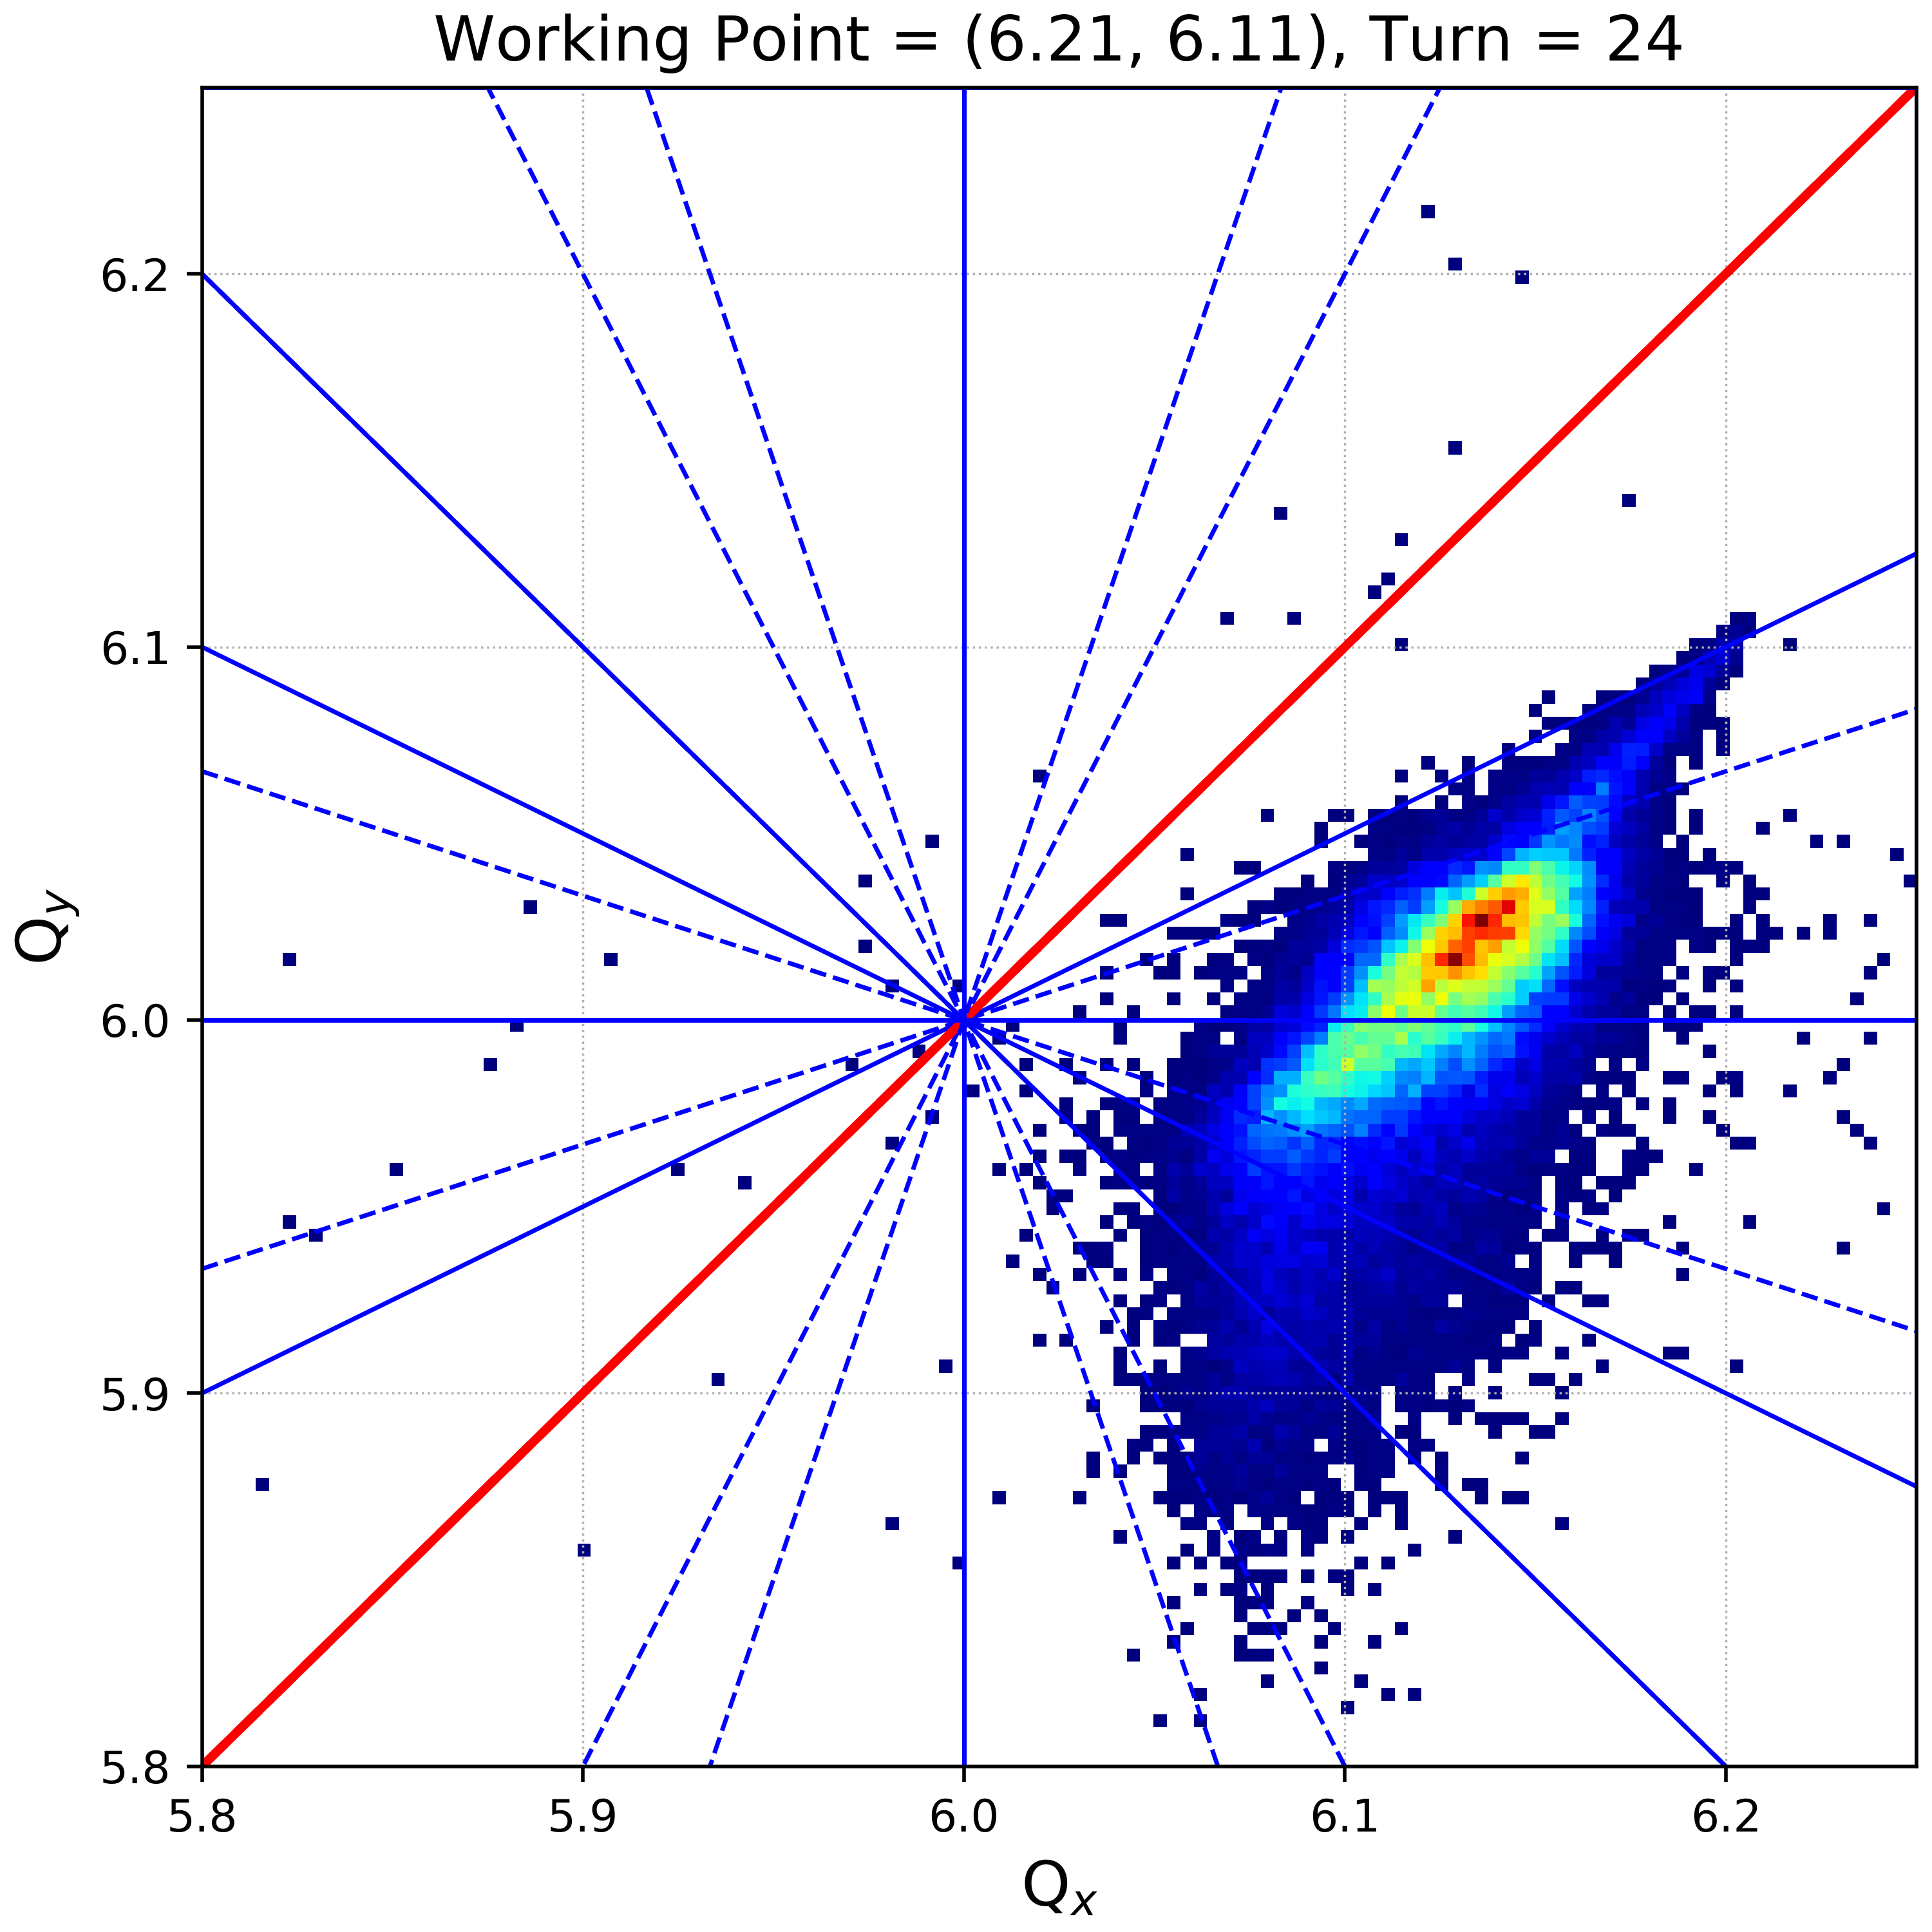 Working Point = (6.21, 6.11), Turn = 24
6.2
6.1
6.0
5.9
5.8
Qy
5.8 5.9 6.0 6.1 6.2
Qx